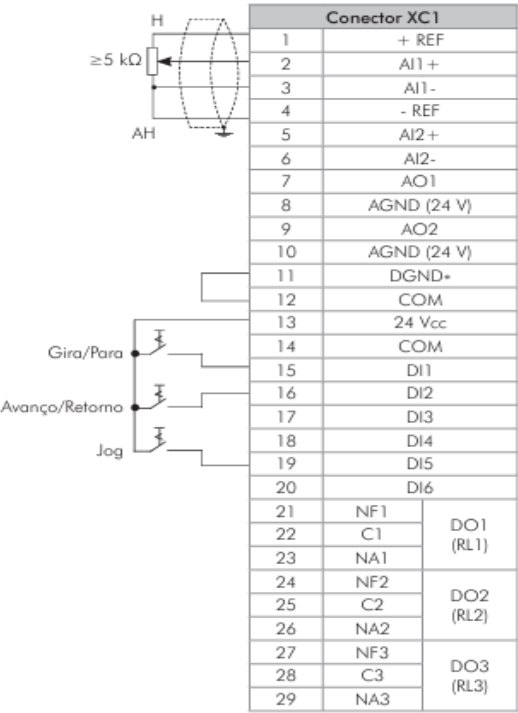 Conector XC1
H
≥5 kΩ
AH
1 + REF
2 AI1+
3 AI1-
4 - REF
5 AI2+
6 AI2-
7 AO1
8 AGND (24 V)
9 AO2
10 AGND (24 V)
11 DGND*
12 COM
13 24 Vcc
14 COM
Gira/Para
15 DI1
16 DI2
Avanço/Retorno
17 DI3
18 DI4
Jog
19 DI5
20 DI6
21 NF1
22 C1
23 NA1
DO1
(RL1)
24 NF2
25 C2
26 NA2
DO2
(RL2)
27 NF3
28 C3
29 NA3
DO3
(RL3)